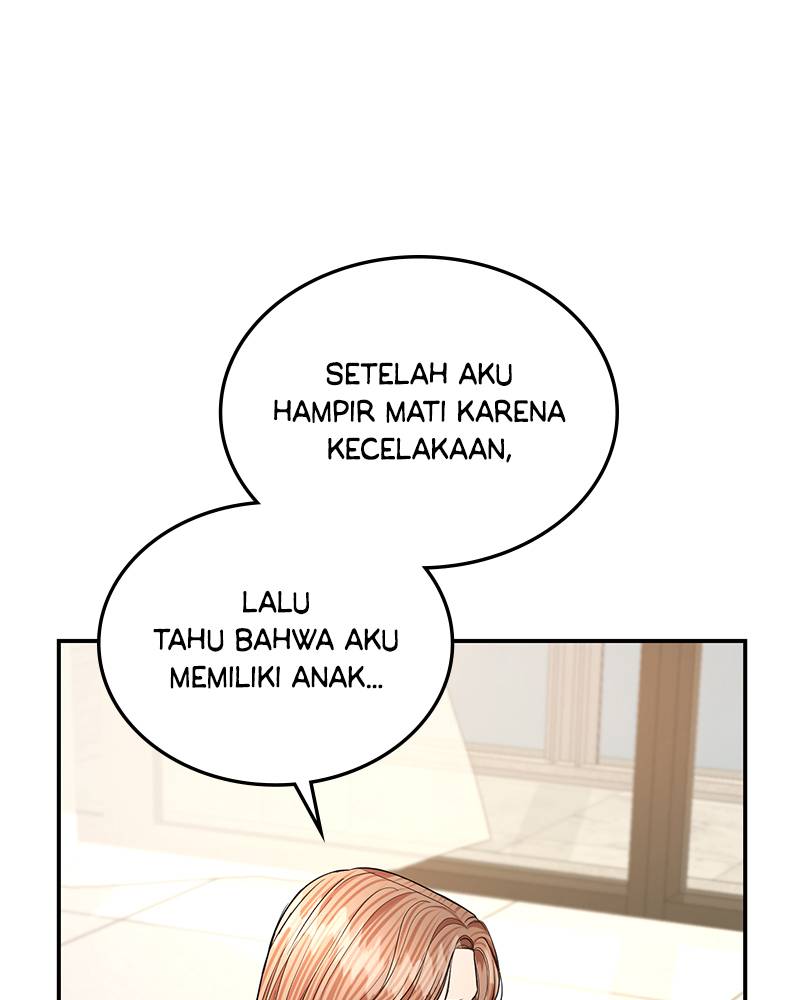 SETELAH AKU
HAMPIR MATI KARENA
KECELAKAAN,
LALU
TAHU BAHWA AKU
MEMILIKI ANAK...